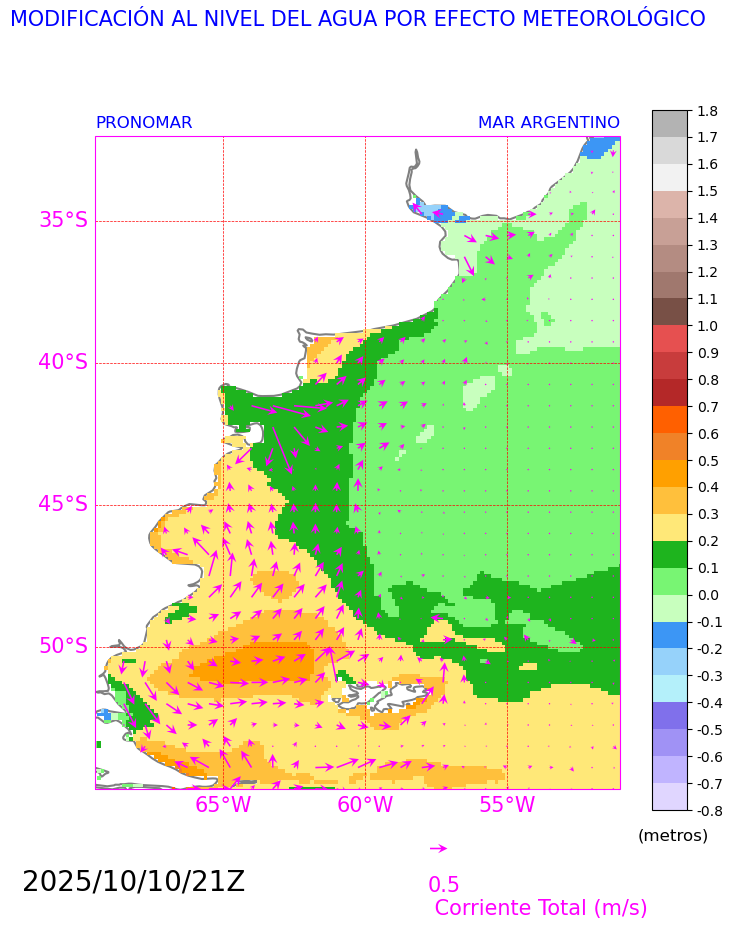 MODIFICACIÓN AL NIVEL DEL AGUA POR EFECTO METEOROLÓGICO
PRONOMAR
MAR ARGENTINO
35°S
40°S
45°S
50°S
65°W
60°W
55°W
1.8
1.7
1.6
1.5
1.4
1.3
1.2
1.1
1.0
0.9
0.8
0.7
0.6
0.5
0.4
0.3
0.2
0.1
0.0
-0.1
-0.2
-0.3
-0.4
-0.5
-0.6
-0.7
-0.8
(metros)
2025/10/10/21Z
0.5
Corriente Total (m/s)